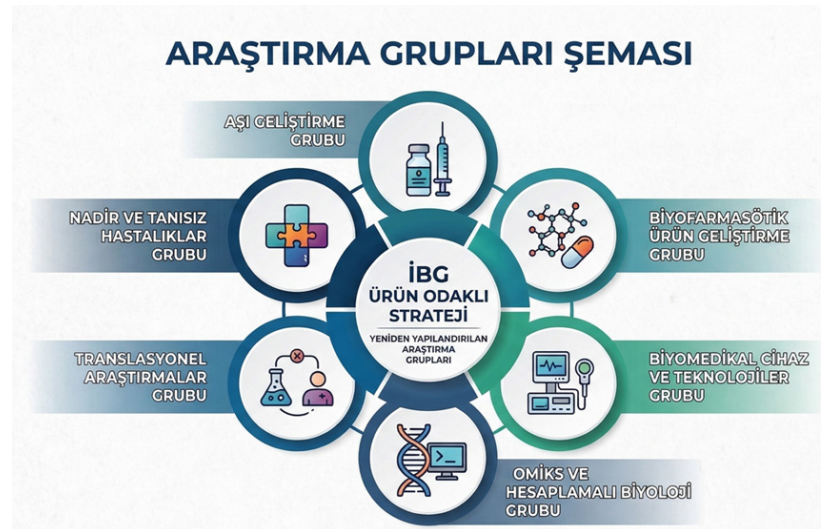 ARAŞTIRMA GRUPLARI ŞEMASI
AŞI GELİŞTİRME
GRUBU
NADİR VE TANISIZ
HASTALIKLAR
GRUBU
BİYOFARMASÖTİK
ÜRÜN GELİŞTİRME
GRUBU
İBG
ÜRÜN ODAKLI
STRATEJİ
YENİDEN YAPILANDIRILAN
ARAŞTIRMA
GRUPLARI
TRANSLASYONEL
ARAŞTIRMALAR
GRUBU
BİYOMEDİKAL CİHAZ
VE TEKNOLOJİLER
GRUBU
OMİKS VE
HESAPLAMALI BİYOLOJİ
GRUBU